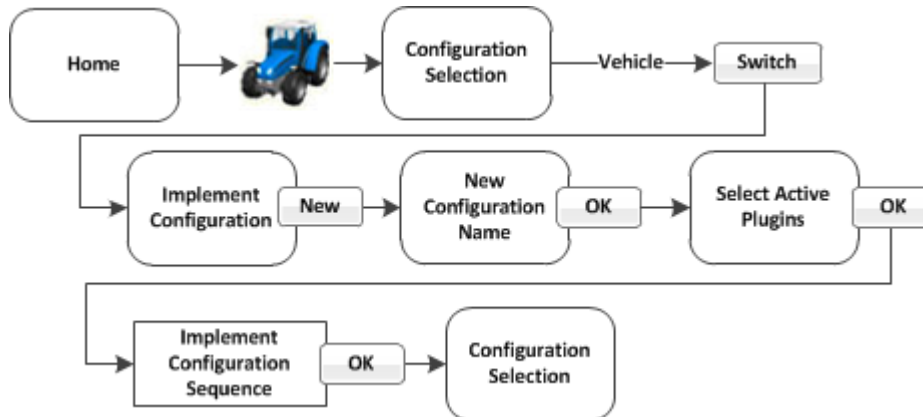 Home
Configuration
Selection
Vehicle
Switch
Implement
Configuration
New
New
Configuration
Name
OK
Select Active
Plugins
OK
Implement
Configuration
Sequence
OK
Configuration
Selection